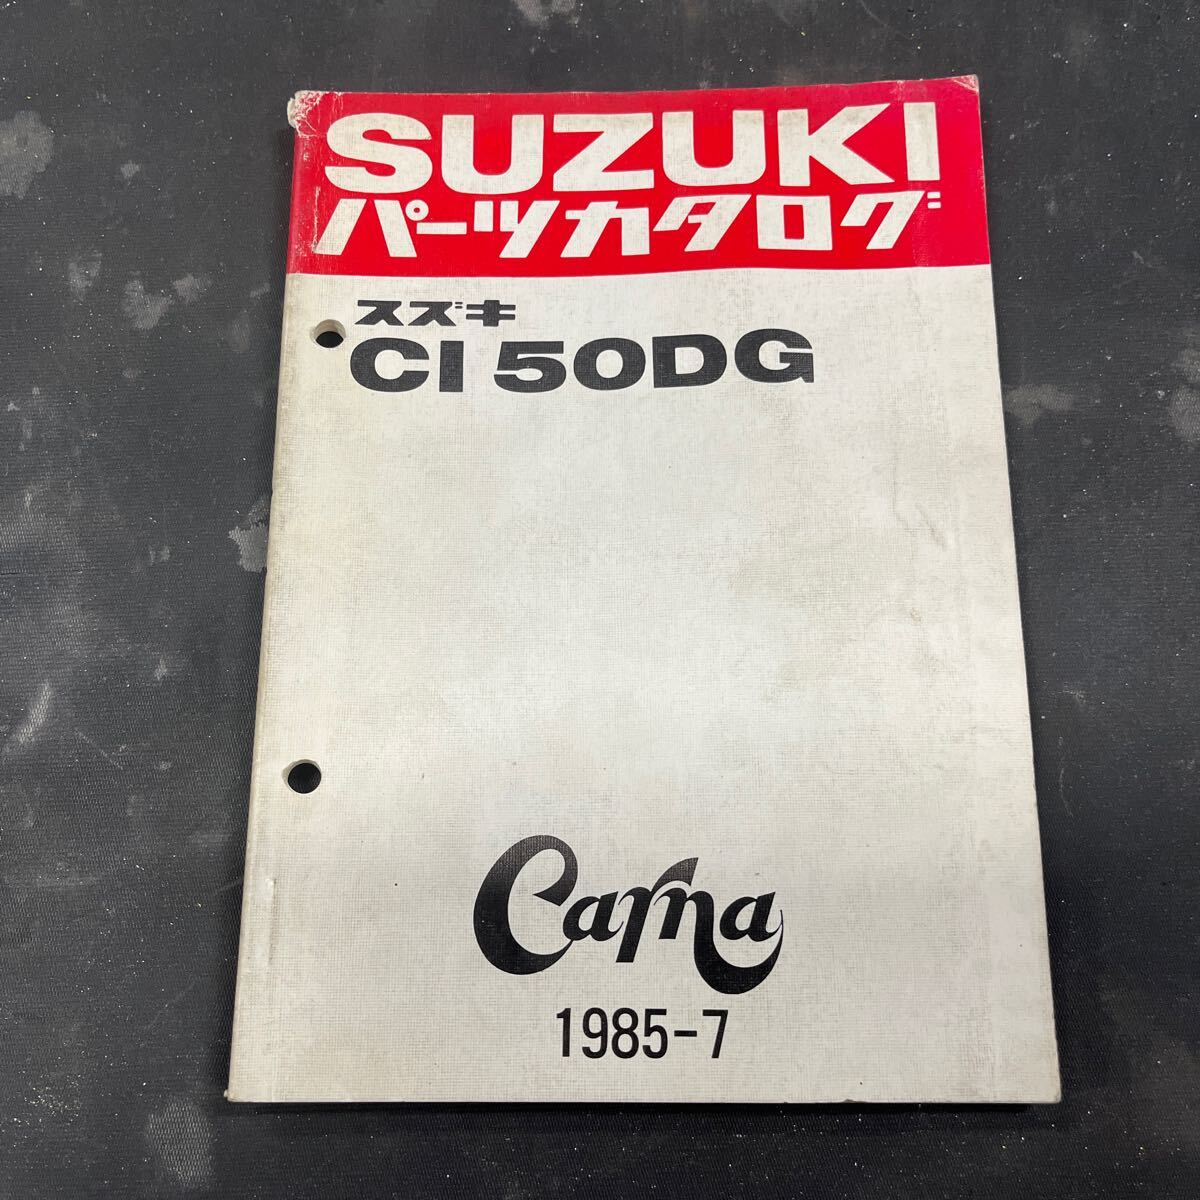 SUZUKI
パーツカタログ
スズキ
CI 50DG
Carna
1985-7